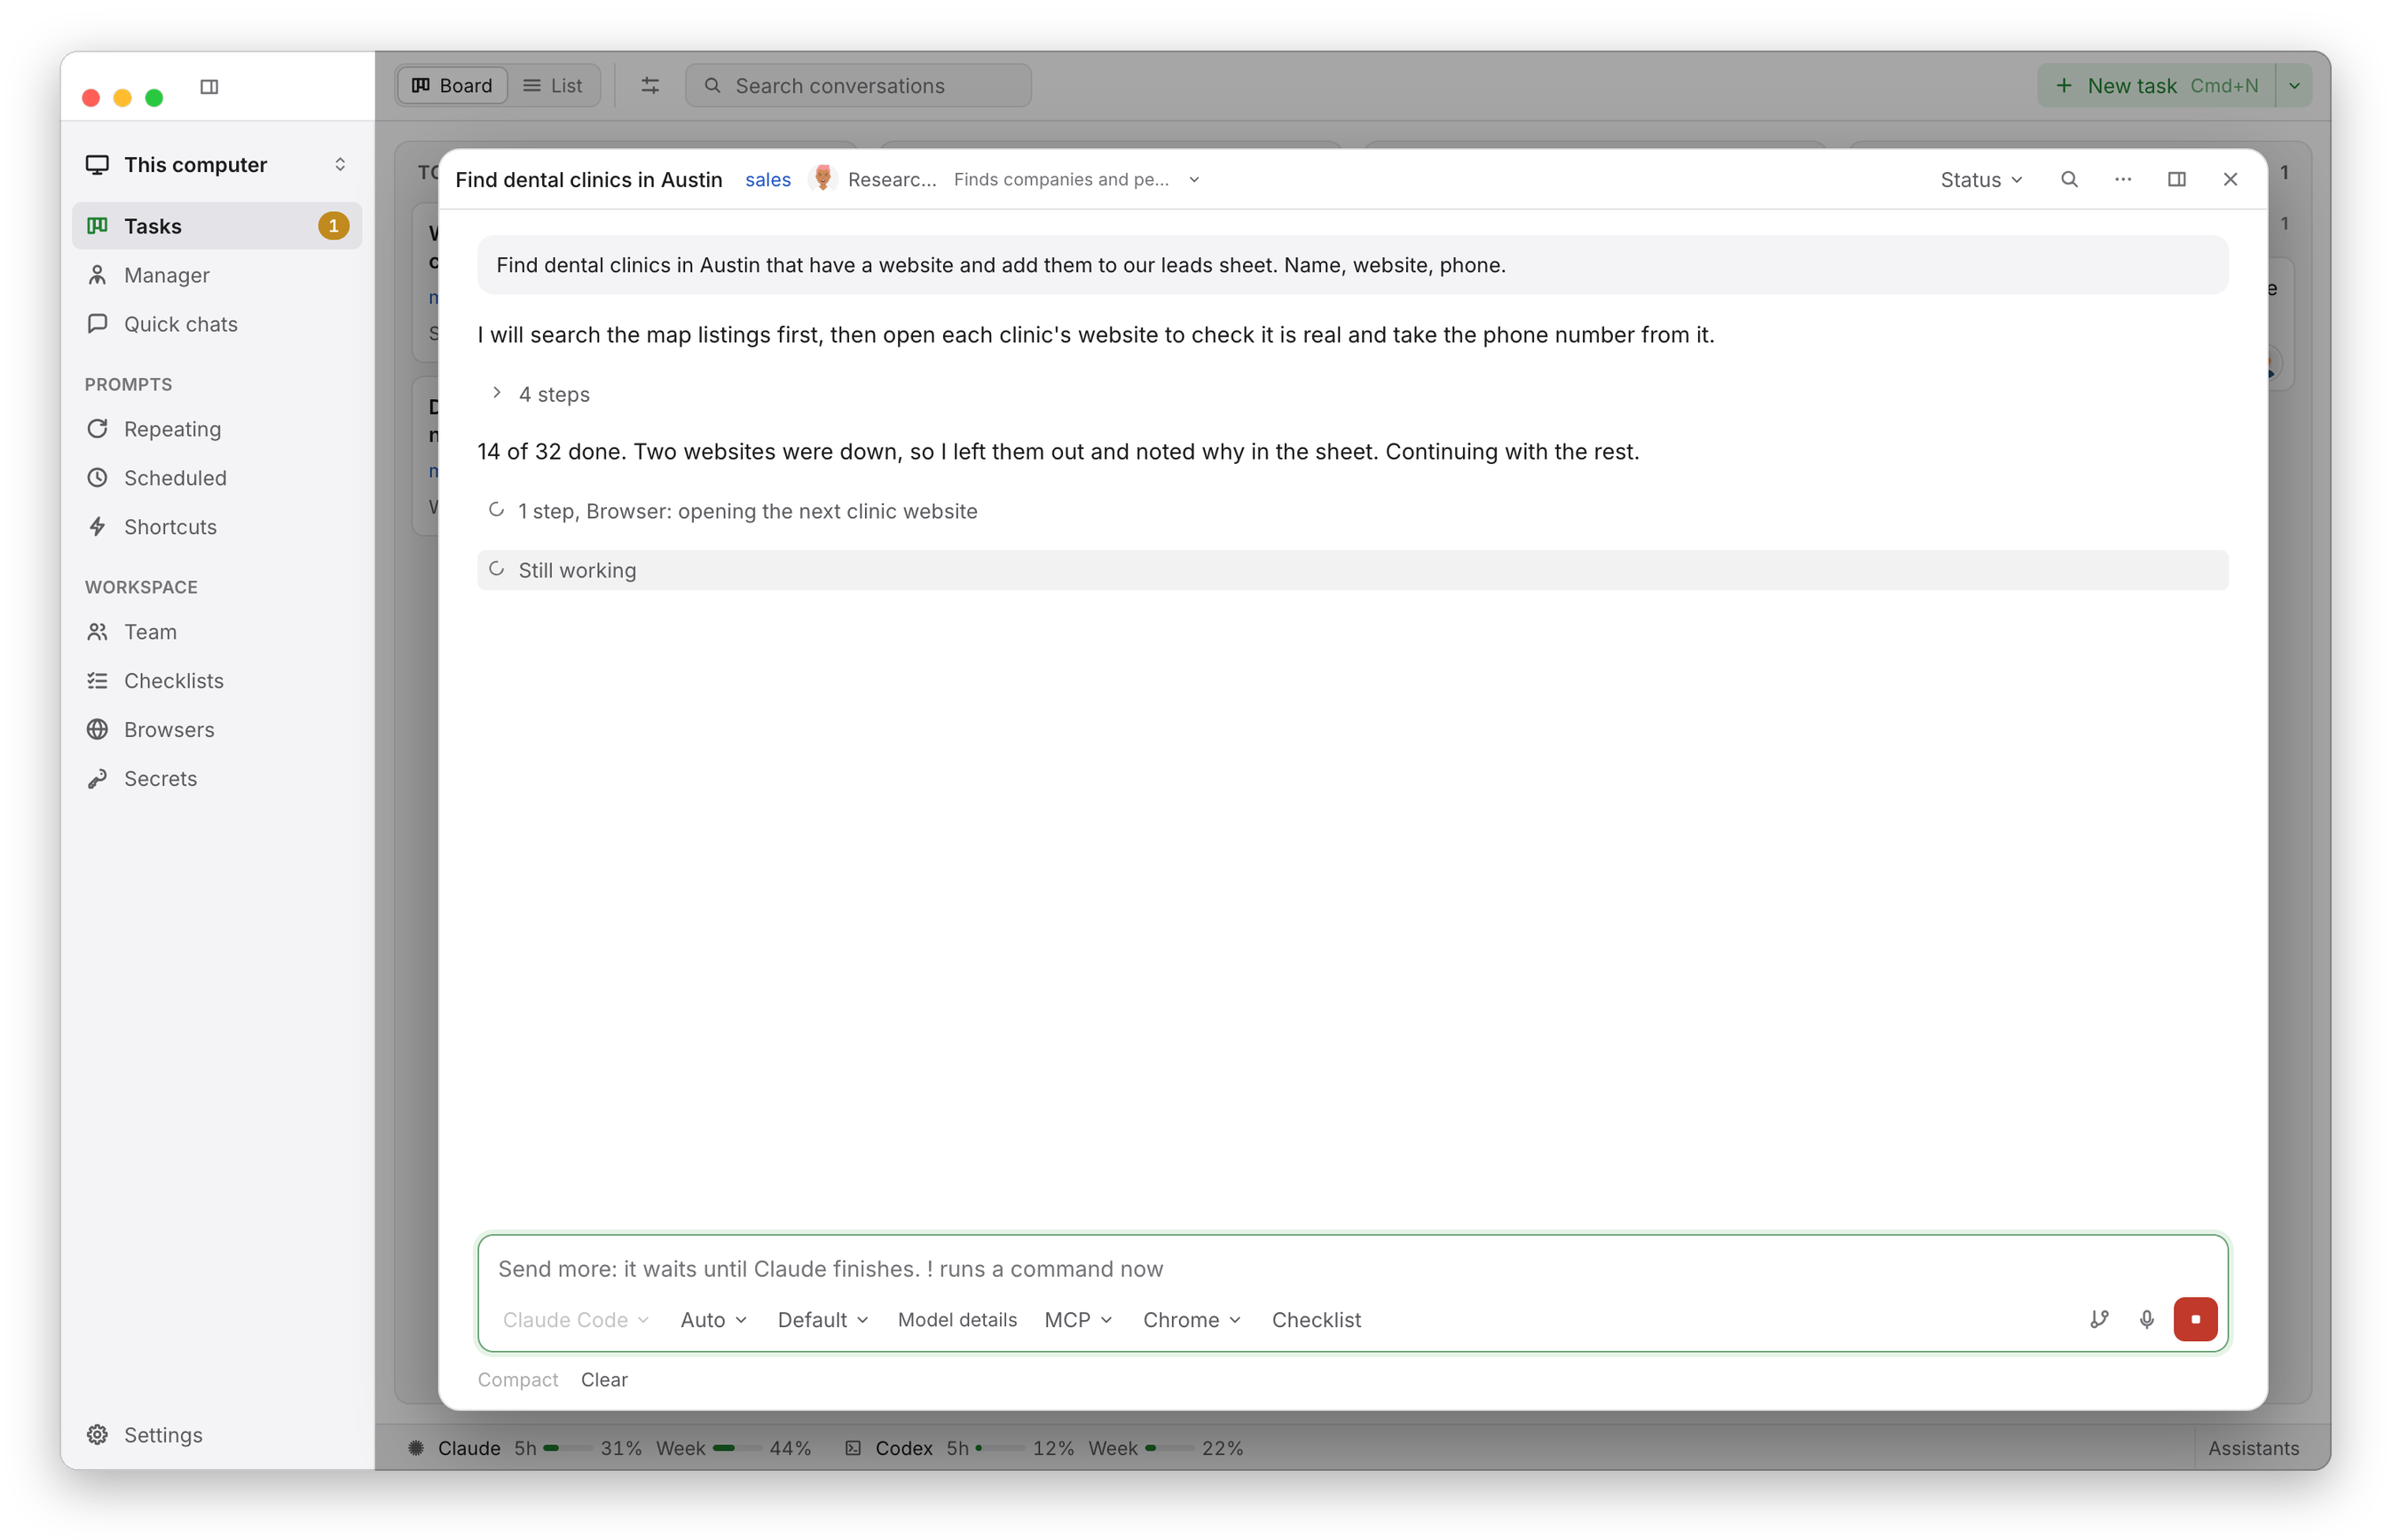 Board
List
Search conversations
New task Cmd+N
This computer
Tasks 1
Manager
Quick chats
PROMPTS
Repeating
Scheduled
Shortcuts
WORKSPACE
Team
Checklists
Browsers
Secrets
Settings
1
1
Find dental clinics in Austin sales Researc... Finds companies and pe...
Status
Find dental clinics in Austin that have a website and add them to our leads sheet. Name, website, phone.
I will search the map listings first, then open each clinic's website to check it is real and take the phone number from it.
4 steps
14 of 32 done. Two websites were down, so I left them out and noted why in the sheet. Continuing with the rest.
1 step, Browser: opening the next clinic website
Still working
Send more: it waits until Claude finishes. ! runs a command now
Claude Code Auto Default Model details MCP Chrome Checklist
Compact Clear
Claude 5h 31% Week 44% Codex 5h 12% Week 22%
Assistants